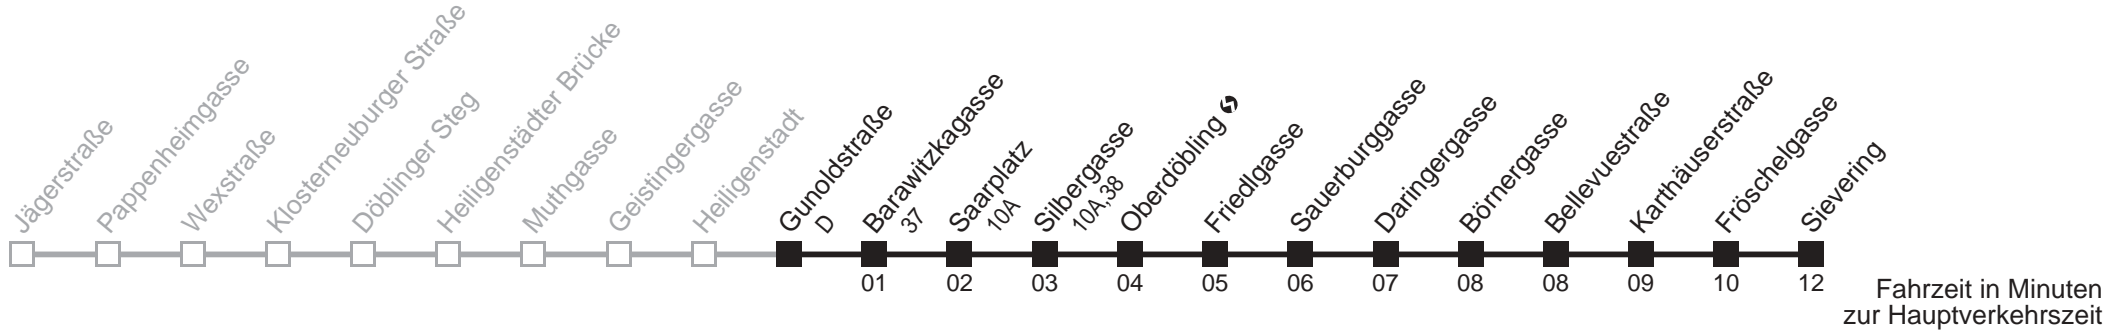 Jägerstraße
Pappenheimgasse
Wexstraße
Klosterneuburger Straße
Döblinger Steg
Heiligenstädter Brücke
Muthgasse
Geistingergasse
Heiligenstadt
Gunoldstraße
D
Barawitzkagasse
37
Saarplatz
10A
Silbergasse
10A,38
Oberdöbling
Friedlgasse
Sauerburggasse
Daringergasse
Börnergasse
Bellevuestraße
Karthäuserstraße
Fröschelgasse
Sievering
01 02 03 04 05 06 07 08 08 09 10 12
Fahrzeit in Minuten
zur Hauptverkehrszeit